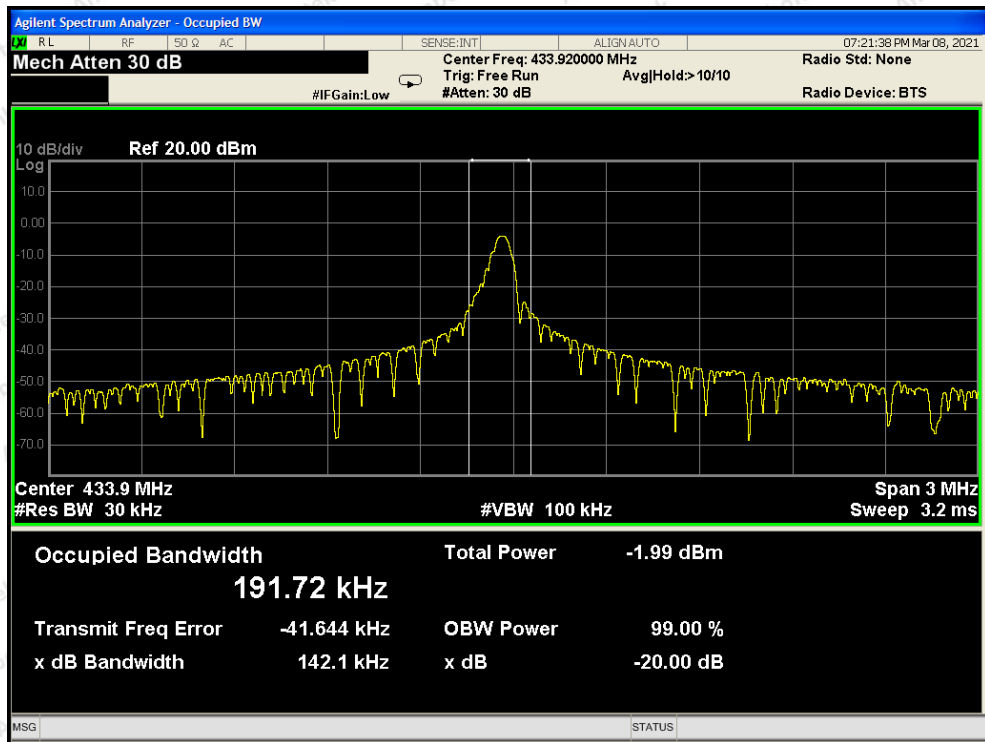 Agilent Spectrum Analyzer - Occupied BW
LXI RL RF 50 Ω AC SENSE:INT ALIGNAUTO 07:21:38 PM Mar 08, 2021
Mech Atten 30 dB Center Freq: 433.920000 MHz Radio Std: None
Trig: Free Run Avg|Hold:>10/10
#IFGain:Low #Atten: 30 dB Radio Device: BTS
10 dB/div Ref 20.00 dBm
Log
10.0
0.00
-10.0
-20.0
-30.0
-40.0
-50.0
-60.0
-70.0
Center 433.9 MHz Span 3 MHz
#Res BW 30 kHz #VBW 100 kHz Sweep 3.2 ms
Occupied Bandwidth Total Power -1.99 dBm
191.72 kHz
Transmit Freq Error -41.644 kHz OBW Power 99.00 %
x dB Bandwidth 142.1 kHz x dB -20.00 dB
MSG STATUS